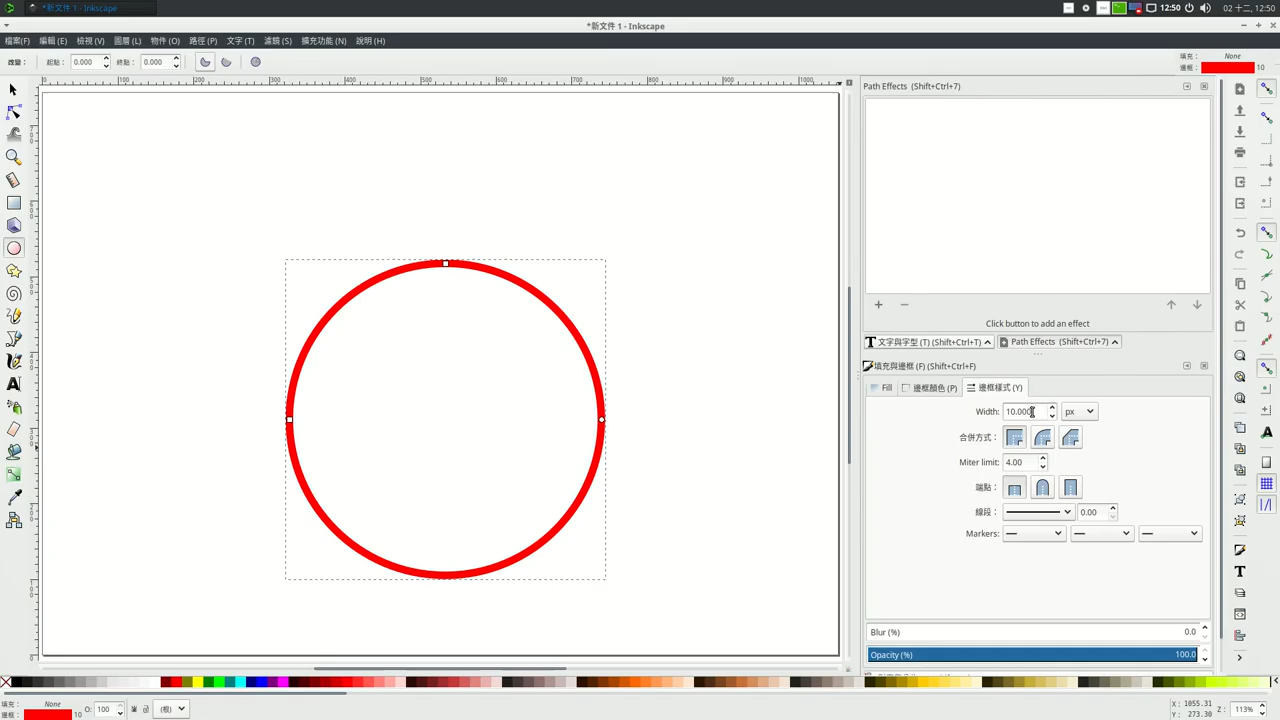 *新文件 1 - Inkscape
12:50
02 十二, 12:50
*新文件 1 - Inkscape
檔案(F) 編輯(E) 檢視(V) 圖層(L) 物件(O) 路徑(P) 文字(T) 濾鏡(S) 擴充功能(N) 說明(H)
改變： 起點： 0.000 終點： 0.000
填充： None
邊框： 10
Path Effects (Shift+Ctrl+7)
Click button to add an effect
文字與字型 (T) (Shift+Ctrl+T) Path Effects (Shift+Ctrl+7)
填充與邊框 (F) (Shift+Ctrl+F)
Fill 邊框顏色(P) 邊框樣式(Y)
Width: 10.000 px
合併方式：
Miter limit: 4.00
端點：
線段： 0.00
Markers:
Blur (%) 0.0
Opacity (%) 100.0
填充： None
邊框： 10
O: 100
(根)
X: 1055.31
Y: 273.30
Z: 113%